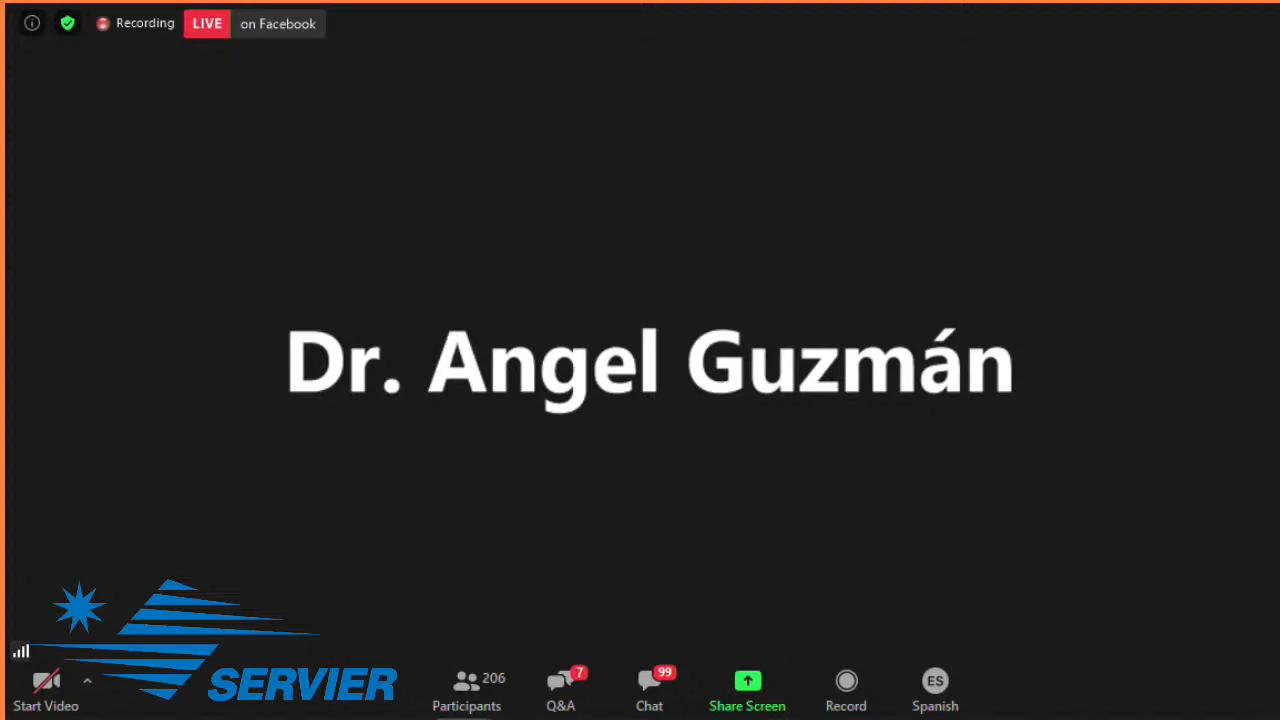 Recording LIVE on Facebook
Dr. Angel Guzmán
SERVIER
206 7 99 ES
Start Video Participants Q&A Chat Share Screen Record Spanish